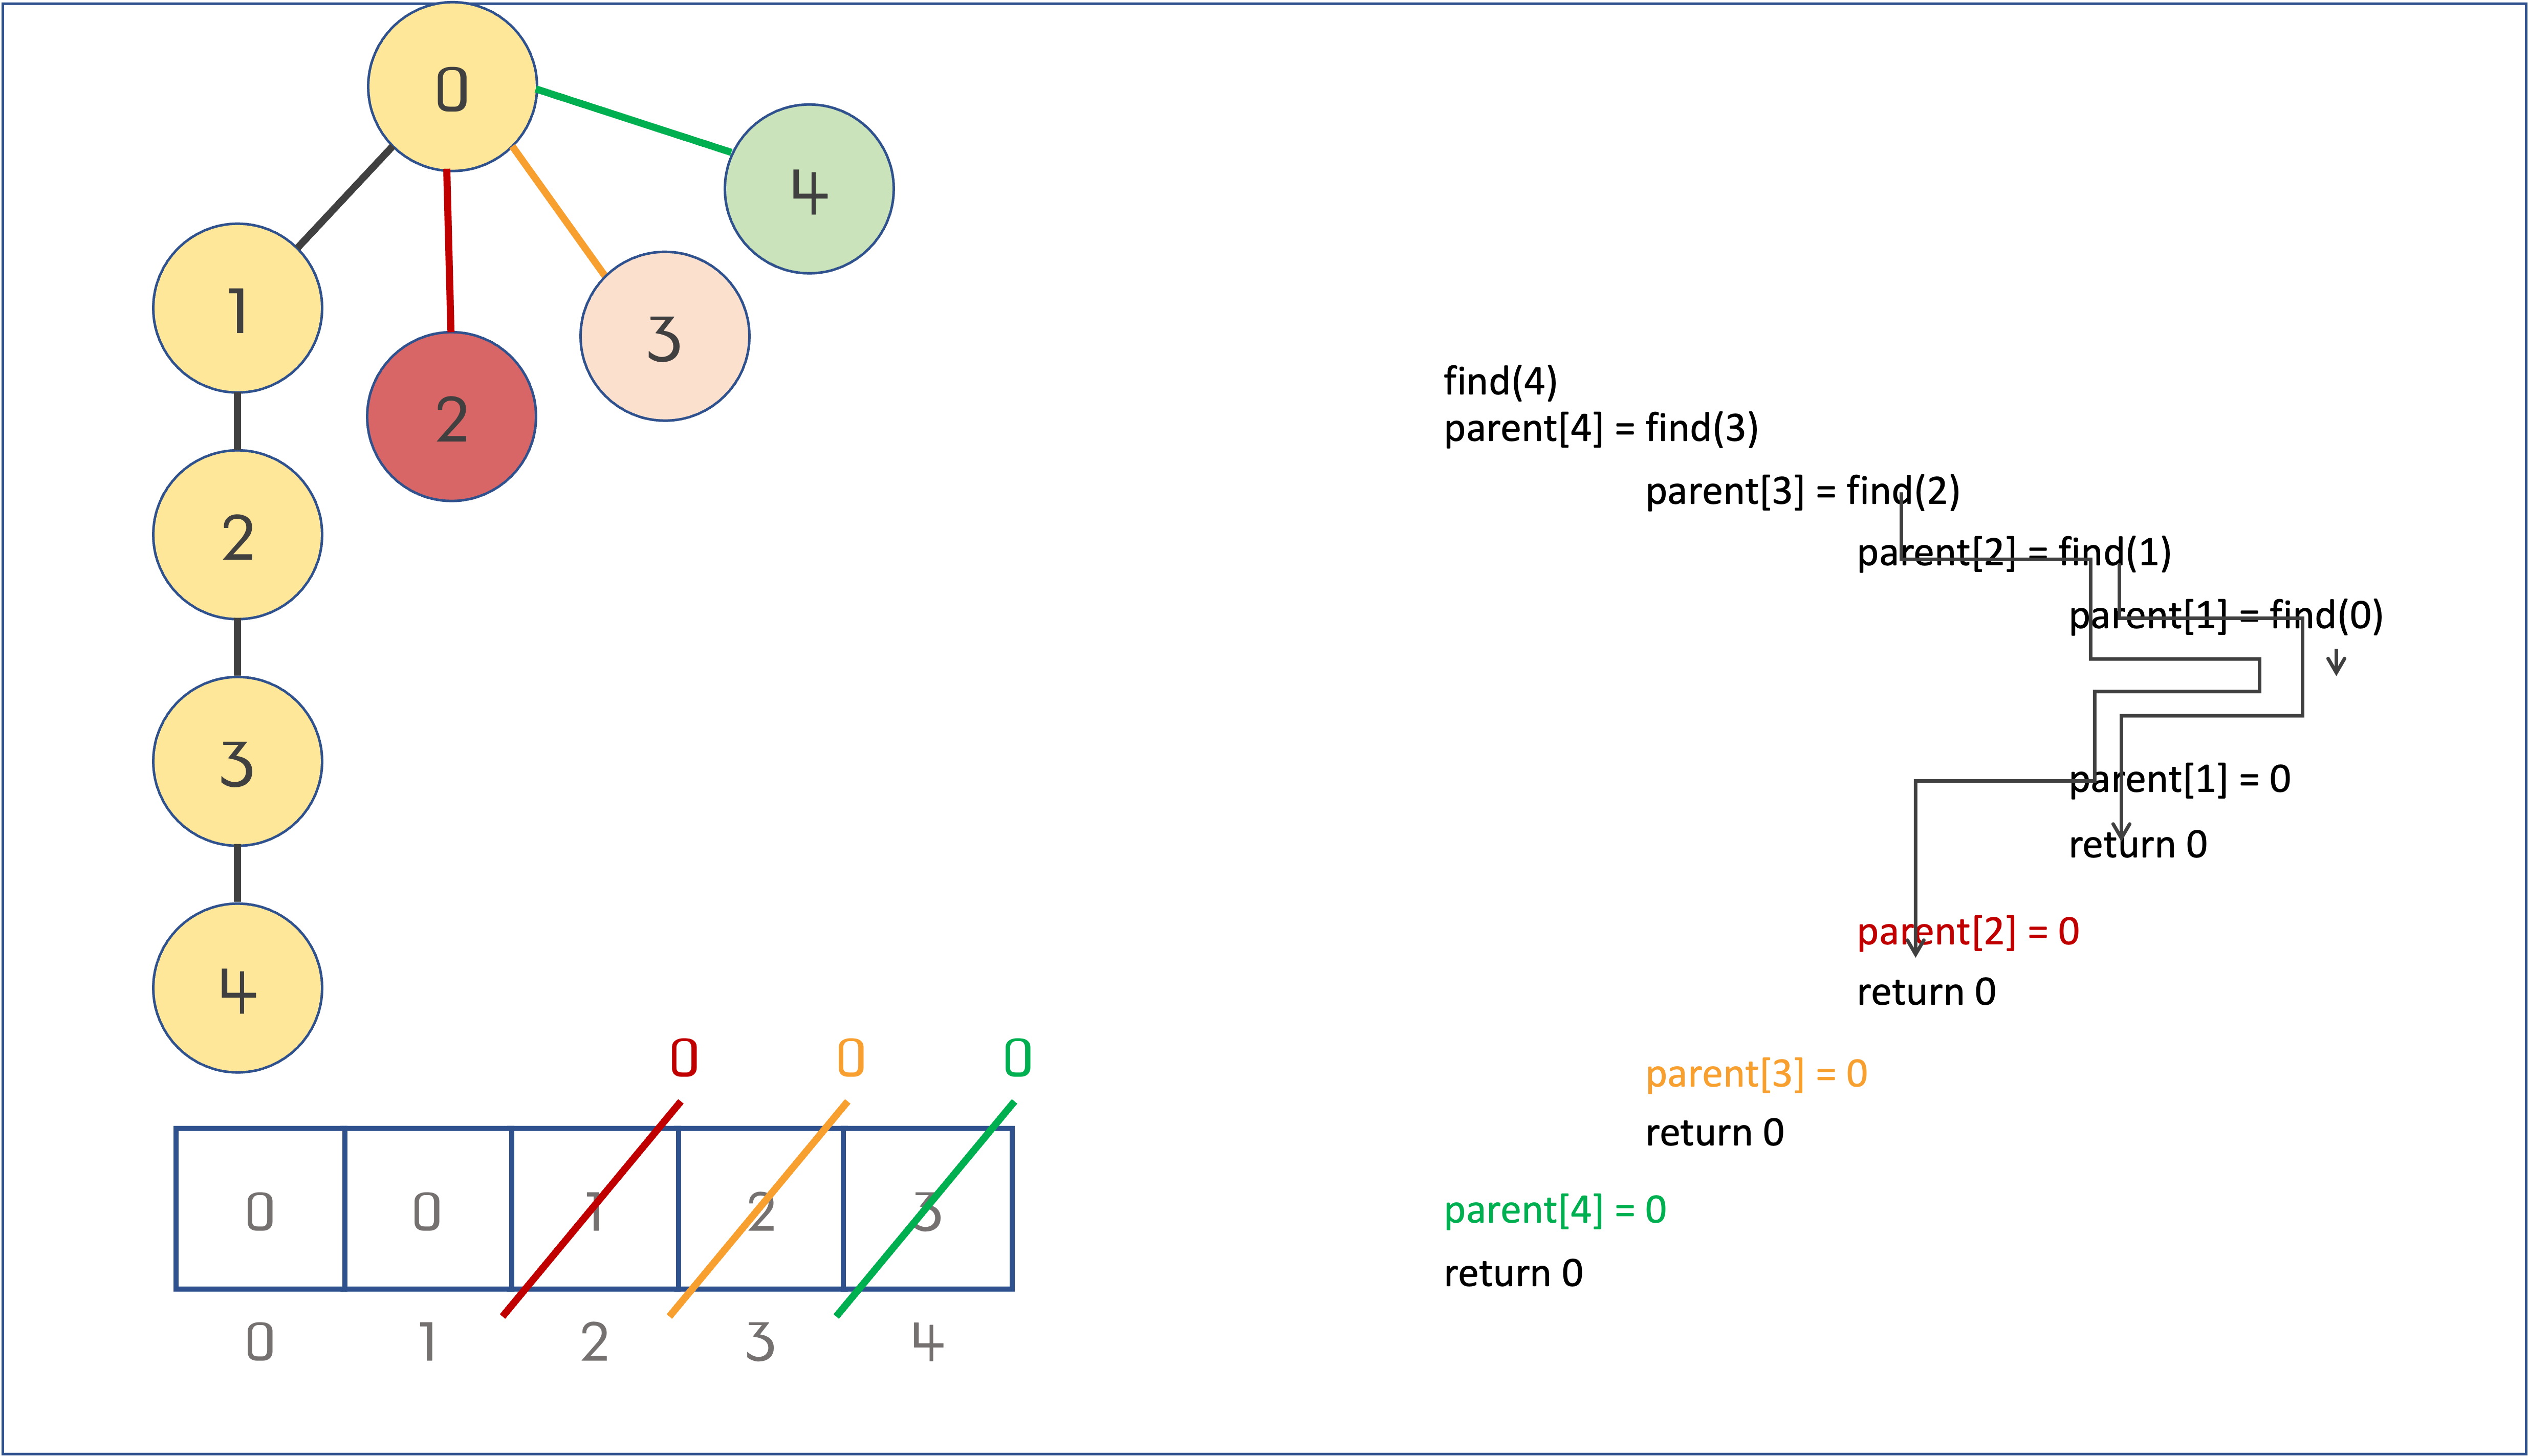 0
4
1
3
2
2
3
4
find(4)
parent[4] = find(3)
parent[3] = find(2)
parent[2] = find(1)
parent[1] = find(0)
parent[1] = 0
return 0
parent[2] = 0
return 0
parent[3] = 0
return 0
parent[4] = 0
return 0
0 0 0
0 0 1 2 3
0 1 2 3 4